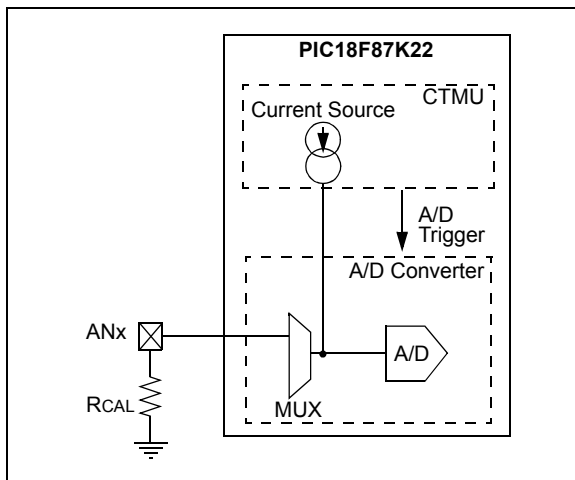 PIC18F87K22
CTMU
Current Source
A/D
Trigger
A/D Converter
ANx
A/D
RCAL
MUX